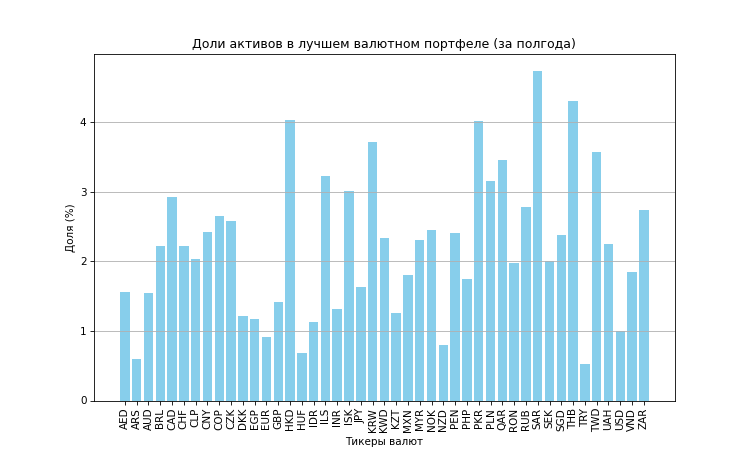 Доли активов в лучшем валютном портфеле (за полгода)
Доля (%)
4
3
2
1
0
AED ARS AUD BRL CAD CHF CLP CNY COP CZK DKK EGP EUR GBP HKD HUF IDR ILS INR ISK JPY KRW KWD KZT MXN MYR NOK NZD PEN PHP PKR PLN QAR RON RUB SAR SEK SGD THB TRY TWD UAH USD VND ZAR
Тикеры валют